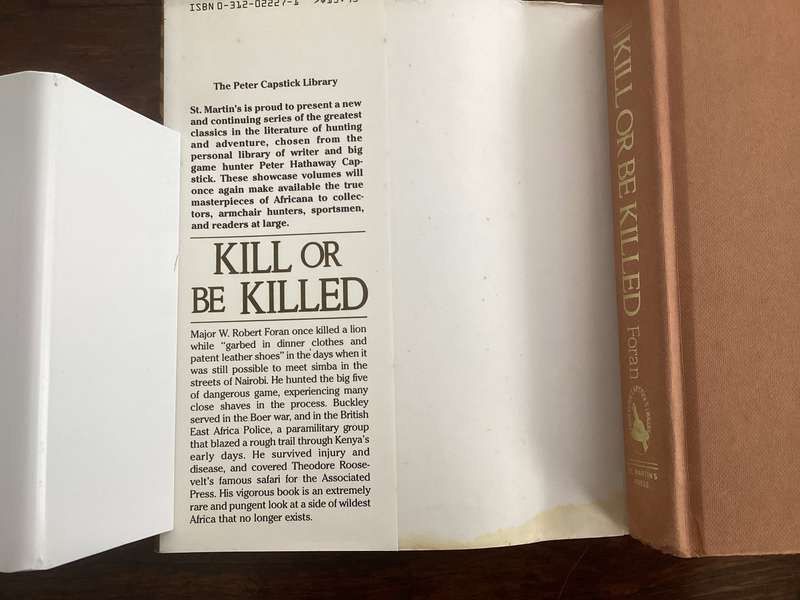 ISBN 0-312-02227-1
The Peter Capstick Library
St. Martin's is proud to present a new
and continuing series of the greatest
classics in the literature of hunting
and adventure, chosen from the
personal library of writer and big
game hunter Peter Hathaway Cap-
stick. These showcase volumes will
once again make available the true
masterpieces of Africana to collec-
tors, armchair hunters, sportsmen,
and readers at large.
KILL OR
BE KILLED
Major W. Robert Foran once killed a lion
while "garbed in dinner clothes and
patent leather shoes" in the days when it
was still possible to meet simba in the
streets of Nairobi. He hunted the big five
of dangerous game, experiencing many
close shaves in the process. Buckley
served in the Boer war, and in the British
East Africa Police, a paramilitary group
that blazed a rough trail through Kenya's
early days. He survived injury and
disease, and covered Theodore Roose-
velt's famous safari for the Associated
Press. His vigorous book is an extremely
rare and pungent look at a side of wildest
Africa that no longer exists.
KILL OR BE KILLED Foran
ST. MARTIN'S
PRESS